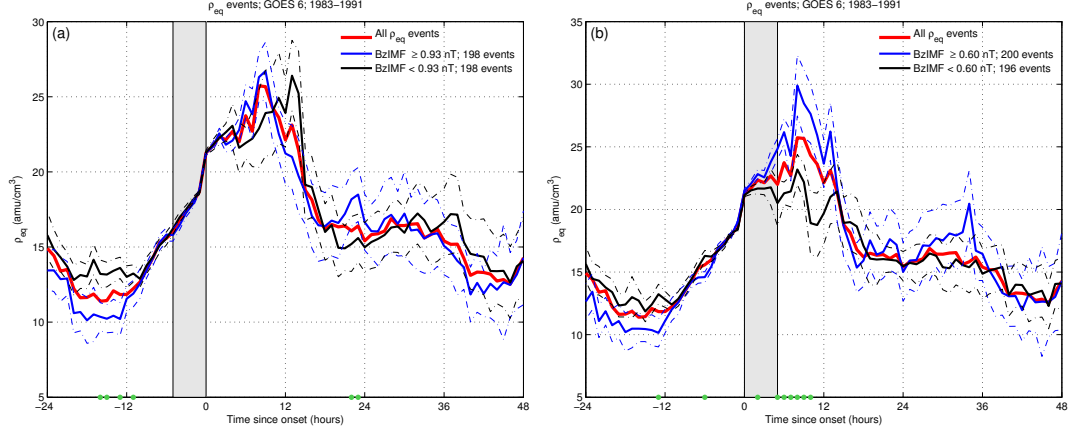 ρeq events; GOES 6; 1983−1991
(a)
All ρeq events
BzIMF ≥ 0.93 nT; 198 events
BzIMF < 0.93 nT; 198 events
30
25
20
15
10
5
ρeq (amu/cm³)
−24 −12 0 12 24 36 48
Time since onset (hours)
ρeq events; GOES 6; 1983−1991
(b)
All ρeq events
BzIMF ≥ 0.60 nT; 200 events
BzIMF < 0.60 nT; 196 events
35
30
25
20
15
10
5
ρeq (amu/cm³)
−24 −12 0 12 24 36 48
Time since onset (hours)